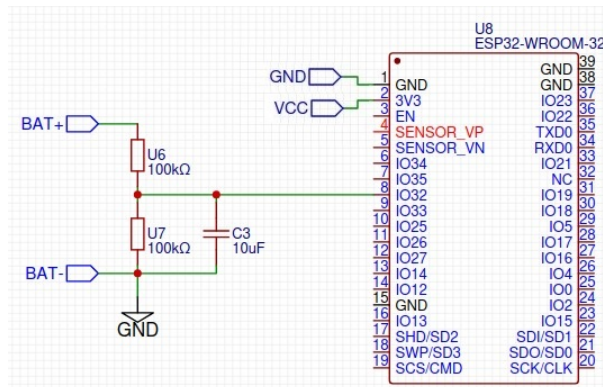 U8
ESP32-WROOM-32
GND
VCC
BAT+
U6
100kΩ
U7
100kΩ
C3
10uF
BAT-
GND
1 GND
2 3V3
3 EN
4 SENSOR_VP
5 SENSOR_VN
6 IO34
7 IO35
8 IO32
9 IO33
10 IO25
11 IO26
12 IO27
13 IO14
14 IO12
15 GND
16 IO13
17 SHD/SD2
18 SWP/SD3
19 SCS/CMD
GND 39
GND 38
IO23 37
IO22 36
TXD0 35
RXD0 34
IO21 33
NC 32
IO19 31
IO18 30
IO5 29
IO17 28
IO16 27
IO4 26
IO0 25
IO2 24
IO15 23
SDI/SD1 22
SDO/SD0 21
SCK/CLK 20